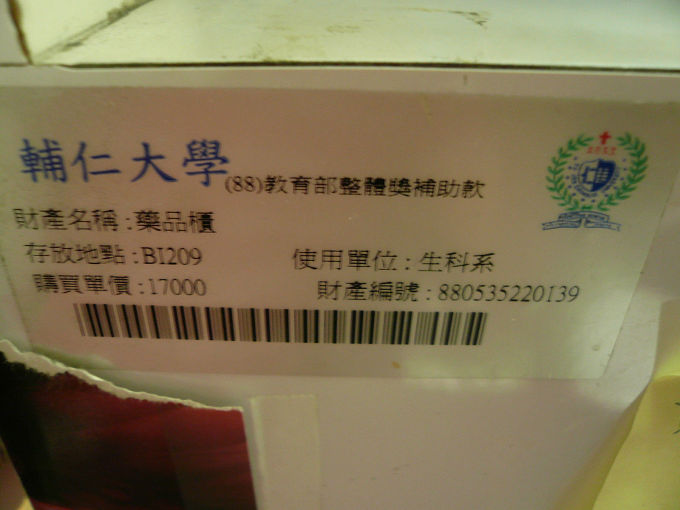 輔仁大學 (88)教育部整體獎補助款
財產名稱:藥品櫃
存放地點:BI209 使用單位:生科系
購買單價:17000 財產編號:880535220139